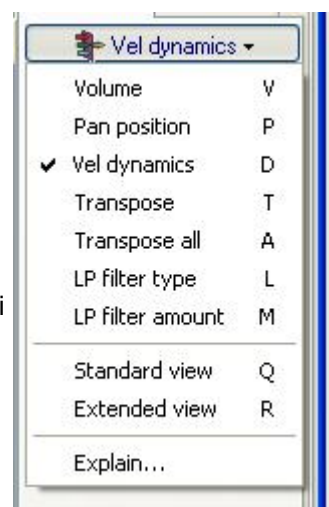 Vel dynamics
Volume V
Pan position P
Vel dynamics D
Transpose T
Transpose all A
LP filter type L
i
LP filter amount M
Standard view Q
Extended view R
Explain...